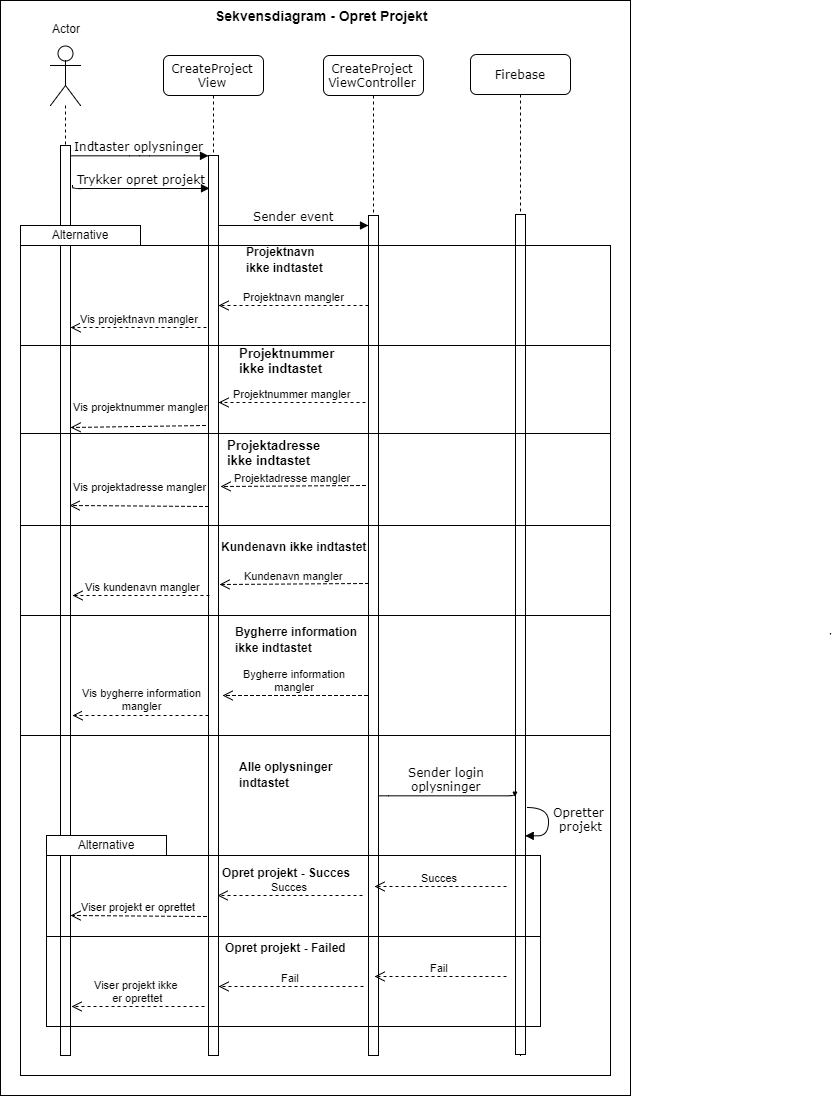 Sekvensdiagram - Opret Projekt
Actor
CreateProject
View
CreateProject
ViewController
Firebase
Indtaster oplysninger
Trykker opret projekt
Sender event
Alternative
Projektnavn
ikke indtastet
Projektnavn mangler
Vis projektnavn mangler
Projektnummer
ikke indtastet
Projektnummer mangler
Vis projektnummer mangler
Projektadresse
ikke indtastet
Projektadresse mangler
Vis projektadresse mangler
Kundenavn ikke indtastet
Kundenavn mangler
Vis kundenavn mangler
Bygherre information
ikke indtastet
Bygherre information
mangler
Vis bygherre information
mangler
Alle oplysninger
indtastet
Sender login
oplysninger
Opretter
projekt
Alternative
Opret projekt - Succes
Succes
Succes
Viser projekt er oprettet
Opret projekt - Failed
Fail
Fail
Viser projekt ikke
er oprettet